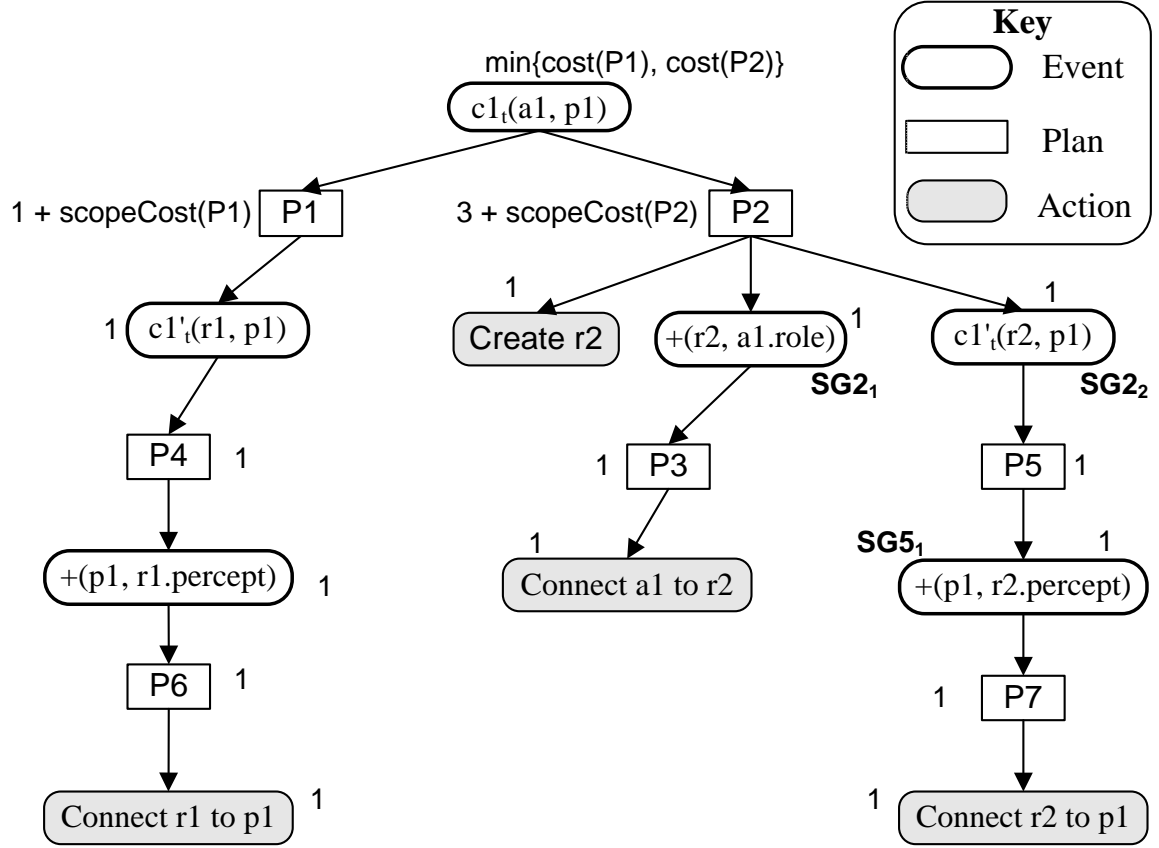 Key
Event
Plan
Action
min{cost(P1), cost(P2)}
c1ₜ(a1, p1)
1 + scopeCost(P1)
P1
3 + scopeCost(P2)
P2
1
c1'ₜ(r1, p1)
1
Create r2
+(r2, a1.role)
1
SG2₁
1
c1'ₜ(r2, p1)
SG2₂
P4
1
1
P3
P5
1
+(p1, r1.percept)
1
1
Connect a1 to r2
SG5₁
1
+(p1, r2.percept)
P6
1
1
P7
Connect r1 to p1
1
1
Connect r2 to p1